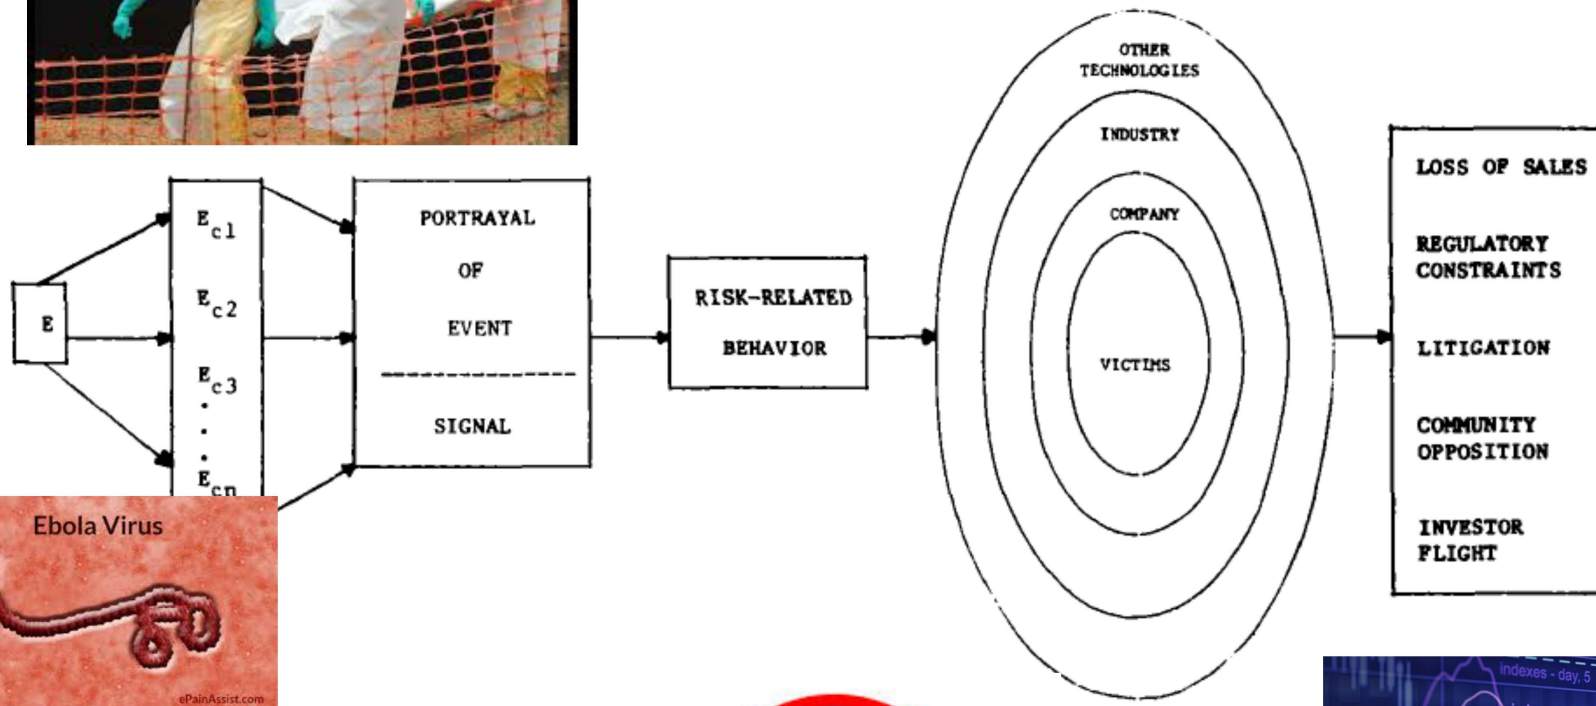 E
E c1
E c2
E c3
.
.
.
E cn
PORTRAYAL
OF
EVENT
SIGNAL
RISK-RELATED
BEHAVIOR
OTHER
TECHNOLOGIES
INDUSTRY
COMPANY
VICTIMS
LOSS OF SALES
REGULATORY
CONSTRAINTS
LITIGATION
COMMUNITY
OPPOSITION
INVESTOR
FLIGHT
Ebola Virus
ePainAssist.com
indexes - day, 5